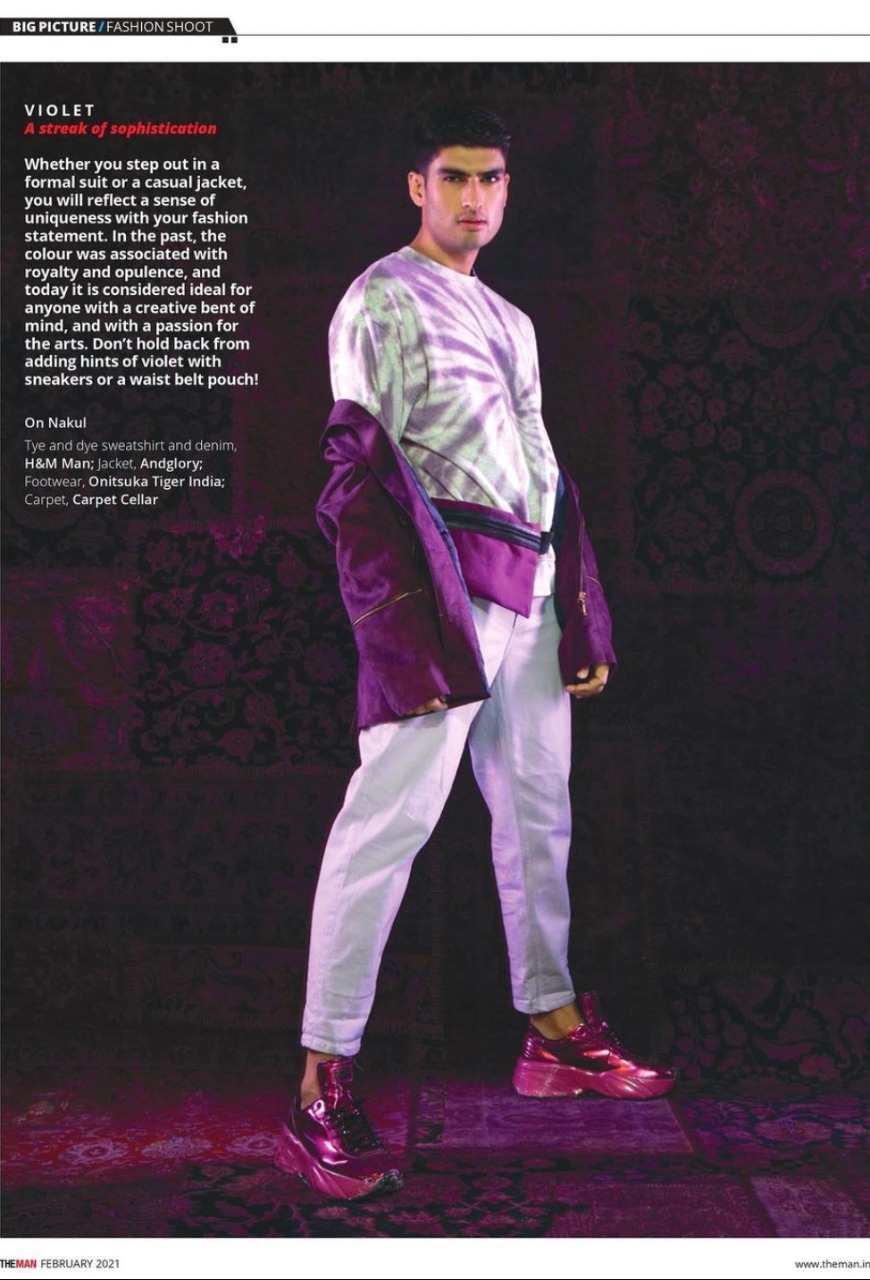 BIG PICTURE / FASHION SHOOT
VIOLET
A streak of sophistication
Whether you step out in a
formal suit or a casual jacket,
you will reflect a sense of
uniqueness with your fashion
statement. In the past, the
colour was associated with
royalty and opulence, and
today it is considered ideal for
anyone with a creative bent of
mind, and with a passion for
the arts. Don’t hold back from
adding hints of violet with
sneakers or a waist belt pouch!
On Nakul
Tye and dye sweatshirt and denim,
H&M Man; Jacket, Andglory;
Footwear, Onitsuka Tiger India;
Carpet, Carpet Cellar
THEMAN FEBRUARY 2021
www.theman.in